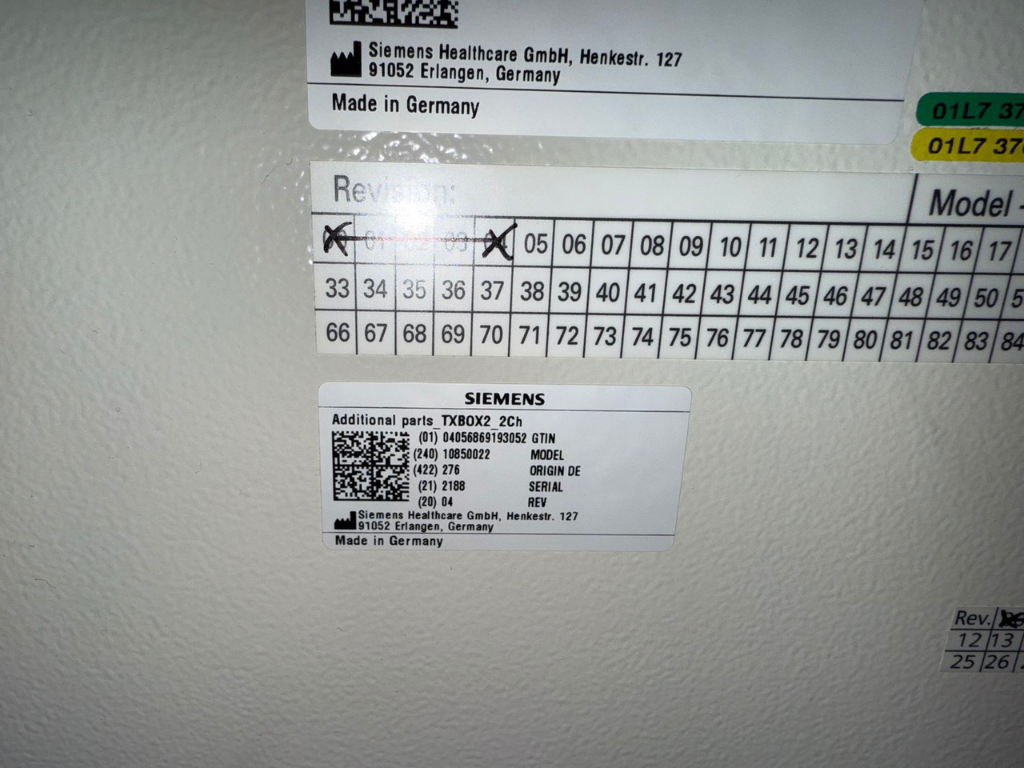 Siemens Healthcare GmbH, Henkestr. 127
91052 Erlangen, Germany
Made in Germany
01L7 37
01L7 370
Revision:
Model -
01 03 05 06 07 08 09 10 11 12 13 14 15 16 17
33 34 35 36 37 38 39 40 41 42 43 44 45 46 47 48 49 50
66 67 68 69 70 71 72 73 74 75 76 77 78 79 80 81 82 83 84
SIEMENS
Additional parts_TXBOX2_2Ch
(01) 04056869193052 GTIN
(240) 10850022 MODEL
(422) 276 ORIGIN DE
(21) 2188 SERIAL
(20) 04 REV
Siemens Healthcare GmbH, Henkestr. 127
91052 Erlangen, Germany
Made in Germany
Rev.
12 13
25 26